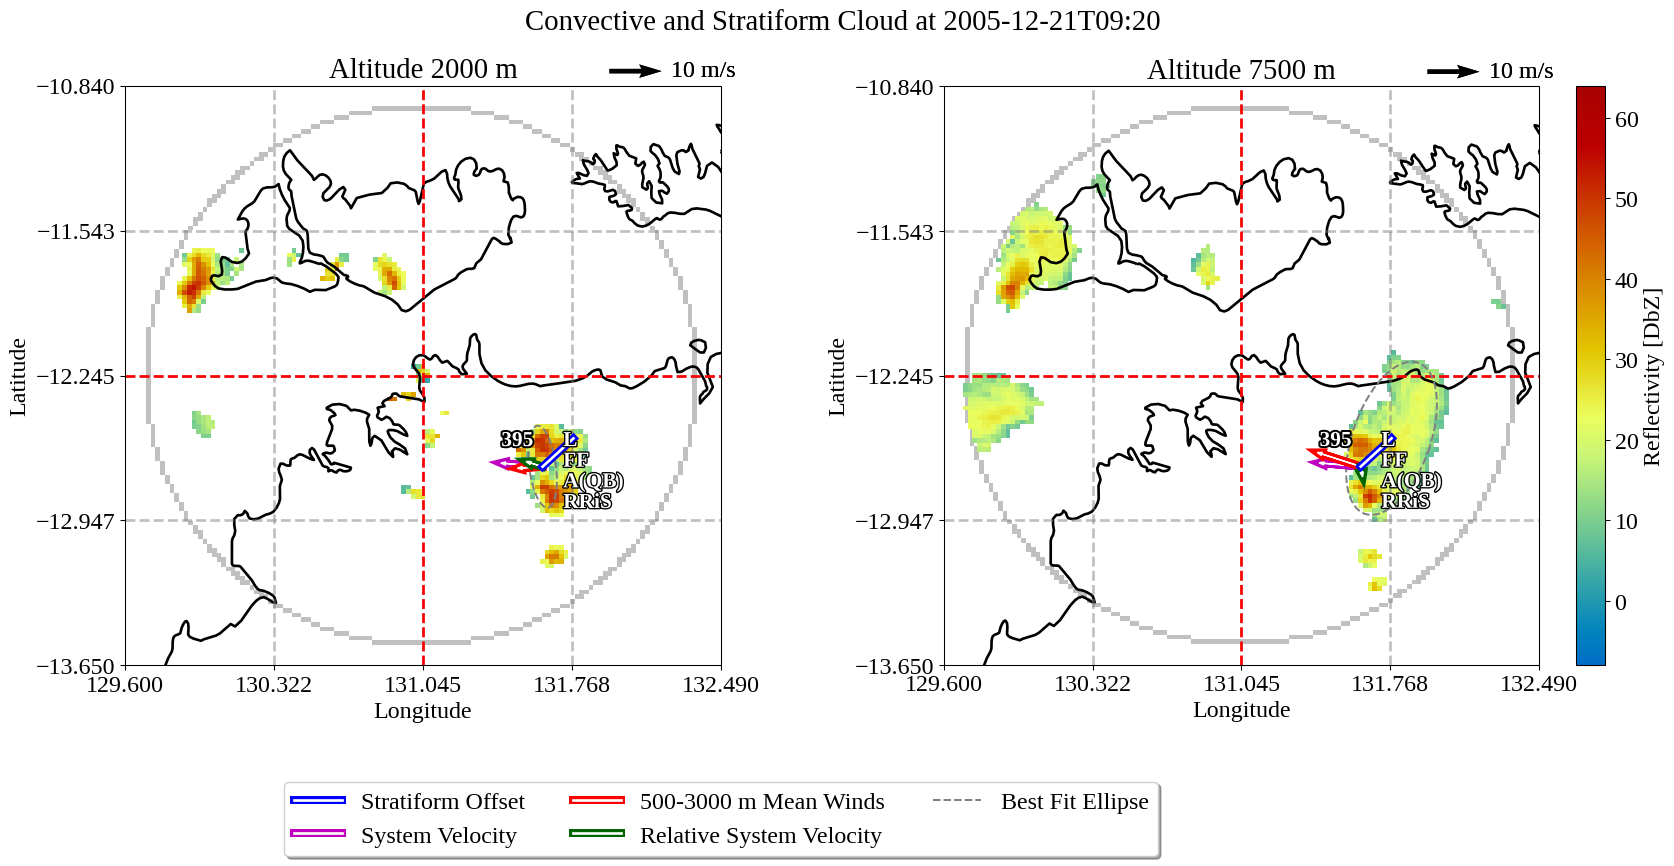 Convective and Stratiform Cloud at 2005-12-21T09:20
Altitude 2000 m
10 m/s
−10.840
−11.543
−12.245
−12.947
−13.650
Latitude
129.600
130.322
131.045
131.768
132.490
Longitude
395
L
FF
A(QB)
RRiS
Altitude 7500 m
10 m/s
−10.840
−11.543
−12.245
−12.947
−13.650
Latitude
129.600
130.322
131.045
131.768
132.490
Longitude
395
L
FF
A(QB)
RRiS
60
50
40
30
20
10
0
Reflectivity [DbZ]
Stratiform Offset
System Velocity
500-3000 m Mean Winds
Relative System Velocity
Best Fit Ellipse